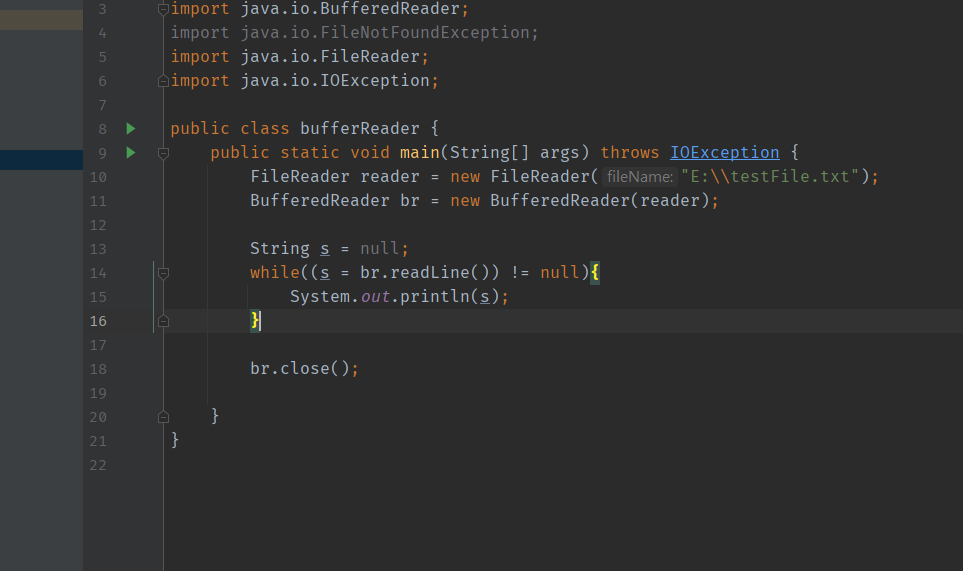 3 import java.io.BufferedReader;
4 import java.io.FileNotFoundException;
5 import java.io.FileReader;
6 import java.io.IOException;
7
8 public class bufferReader {
9     public static void main(String[] args) throws IOException {
10         FileReader reader = new FileReader( fileName: "E:\\testFile.txt");
11         BufferedReader br = new BufferedReader(reader);
12
13         String s = null;
14         while((s = br.readLine()) != null){
15             System.out.println(s);
16         }
17
18         br.close();
19
20     }
21 }
22